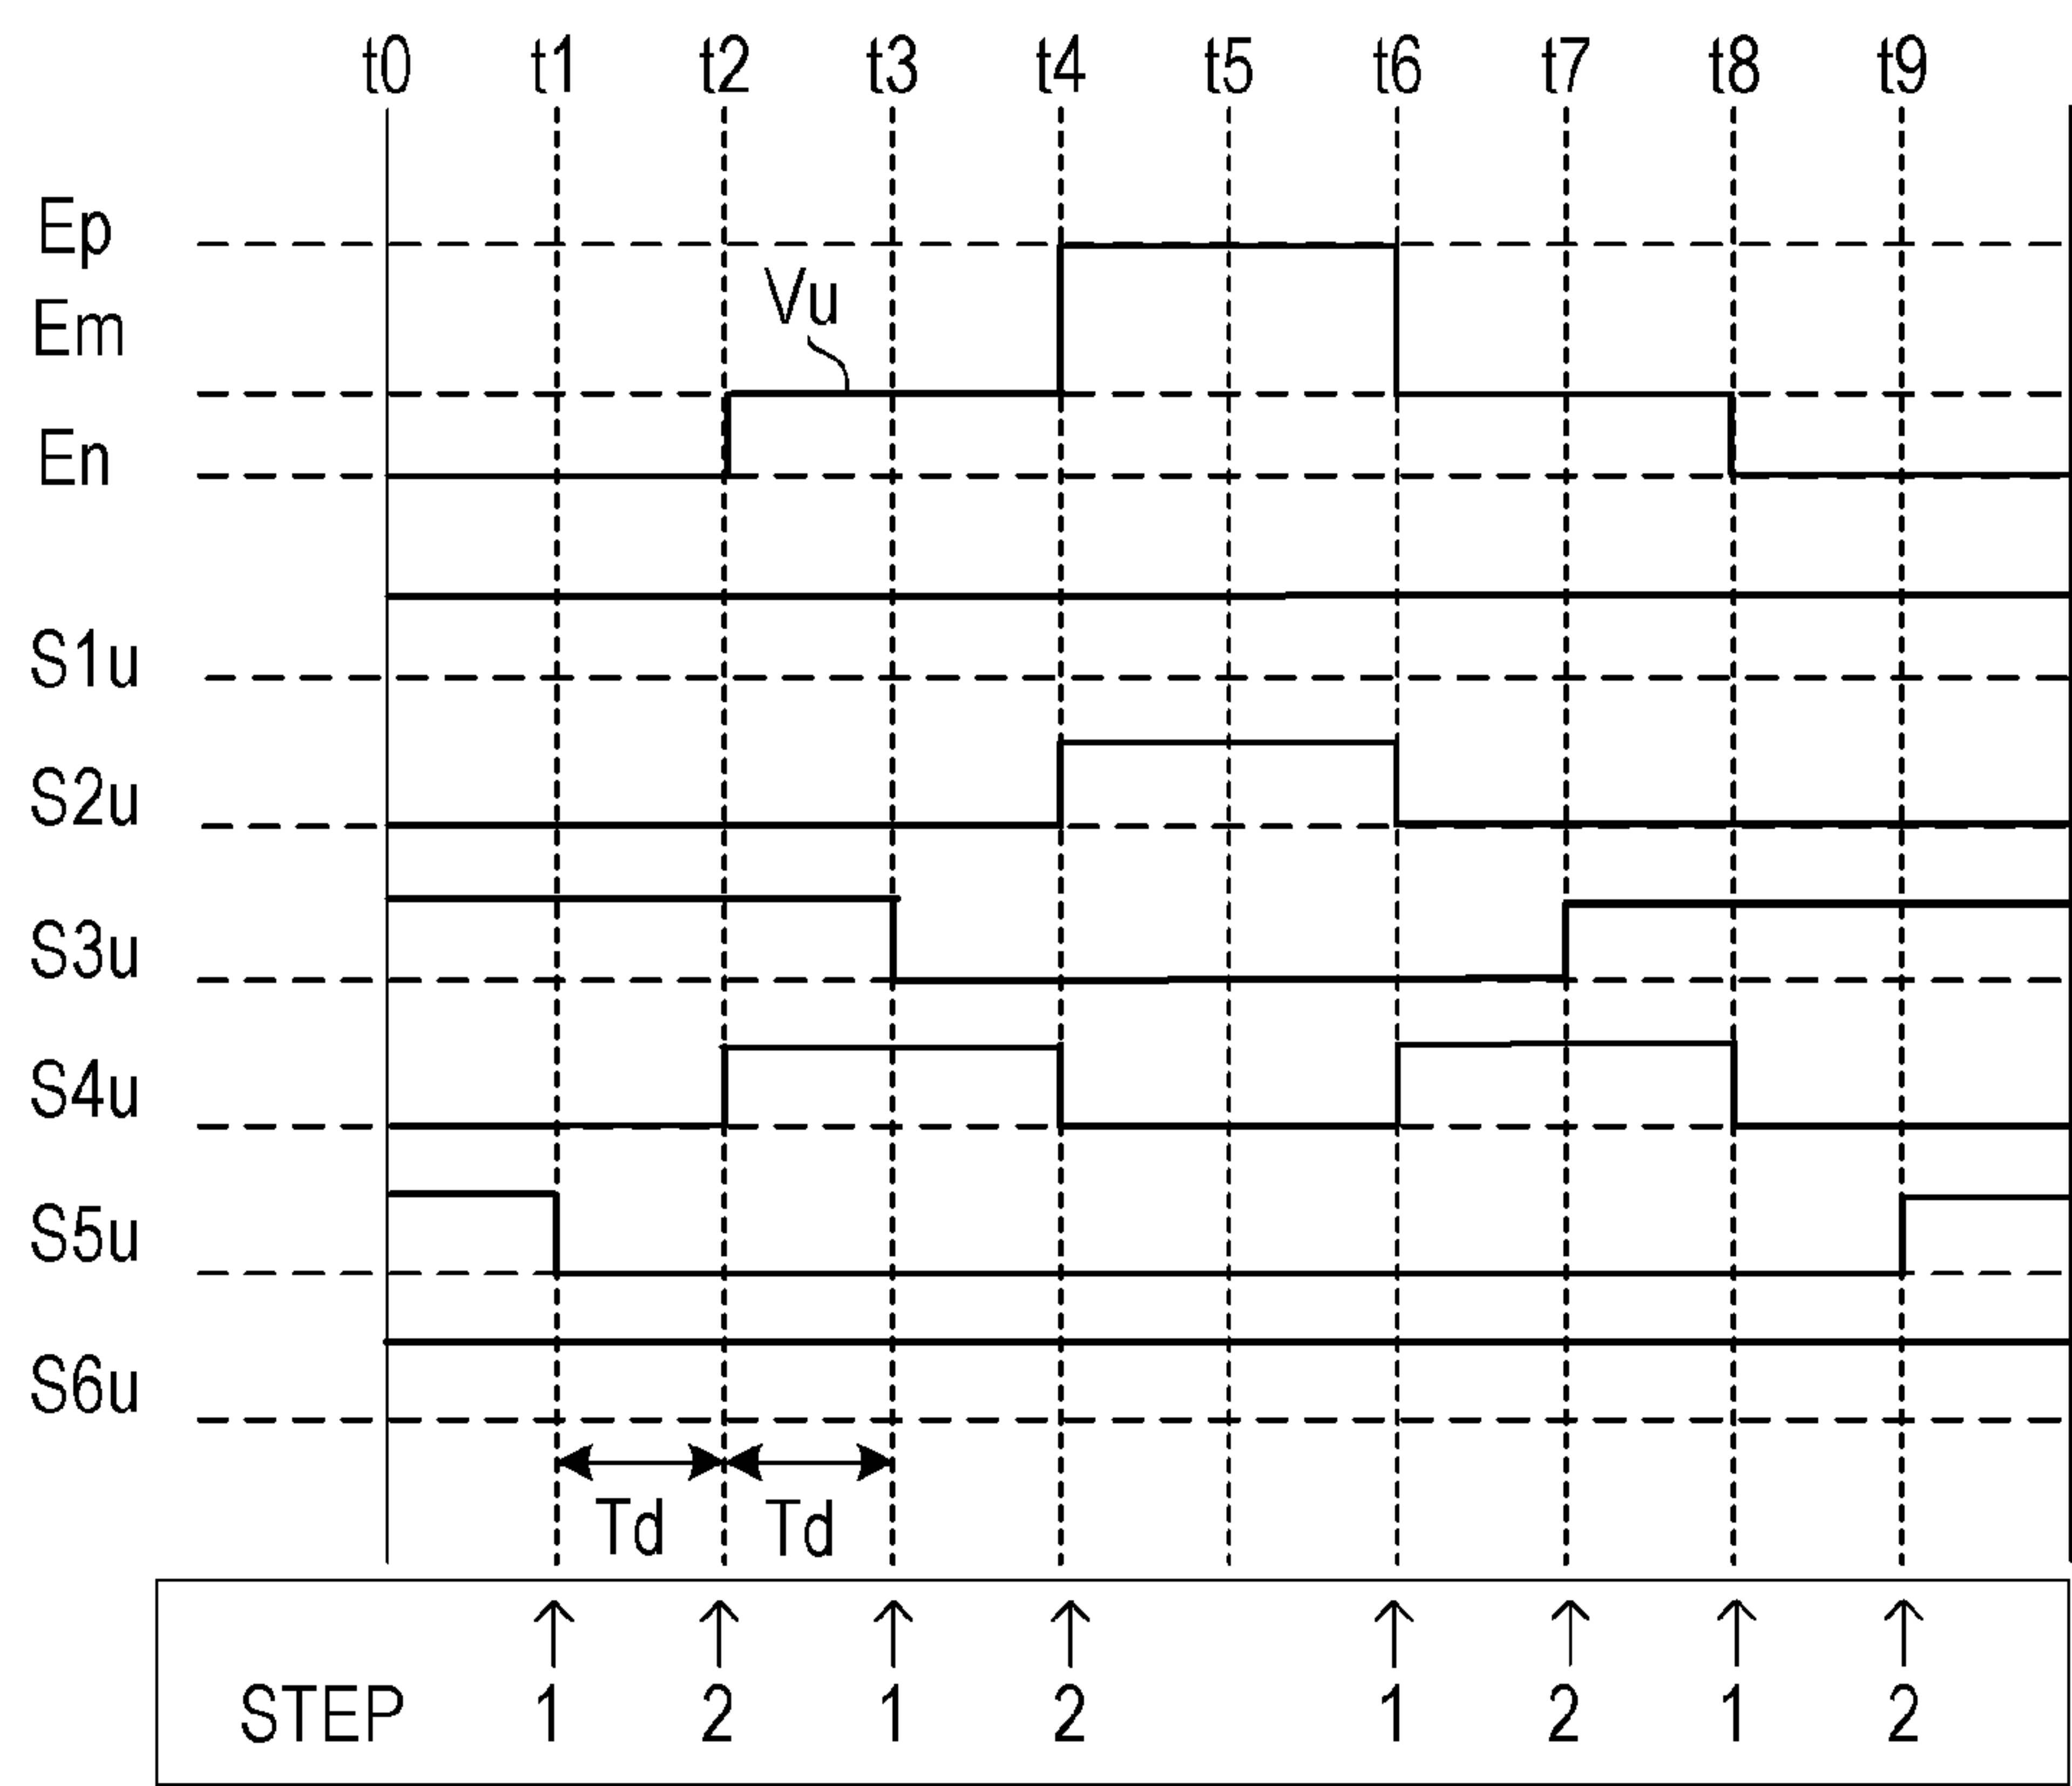 t0 t1 t2 t3 t4 t5 t6 t7 t8 t9
Ep
Em
Vu
En
S1u
S2u
S3u
S4u
S5u
S6u
Td Td
STEP 1 2 1 2 1 2 1 2